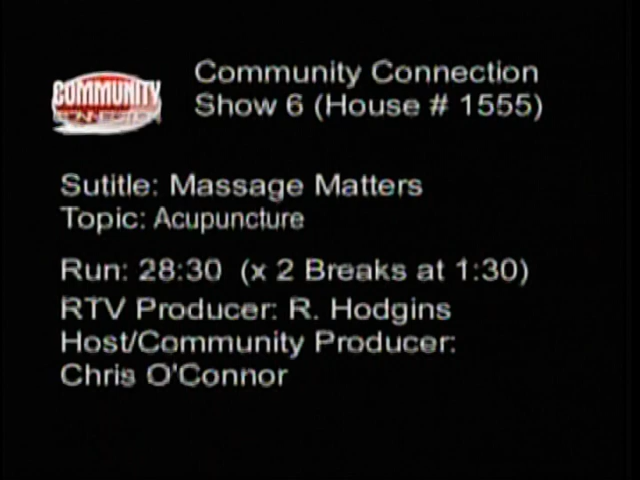 COMMUNITY
CONNECTION
Community Connection
Show 6 (House # 1555)
Sutitle: Massage Matters
Topic: Acupuncture
Run: 28:30 (x 2 Breaks at 1:30)
RTV Producer: R. Hodgins
Host/Community Producer:
Chris O'Connor